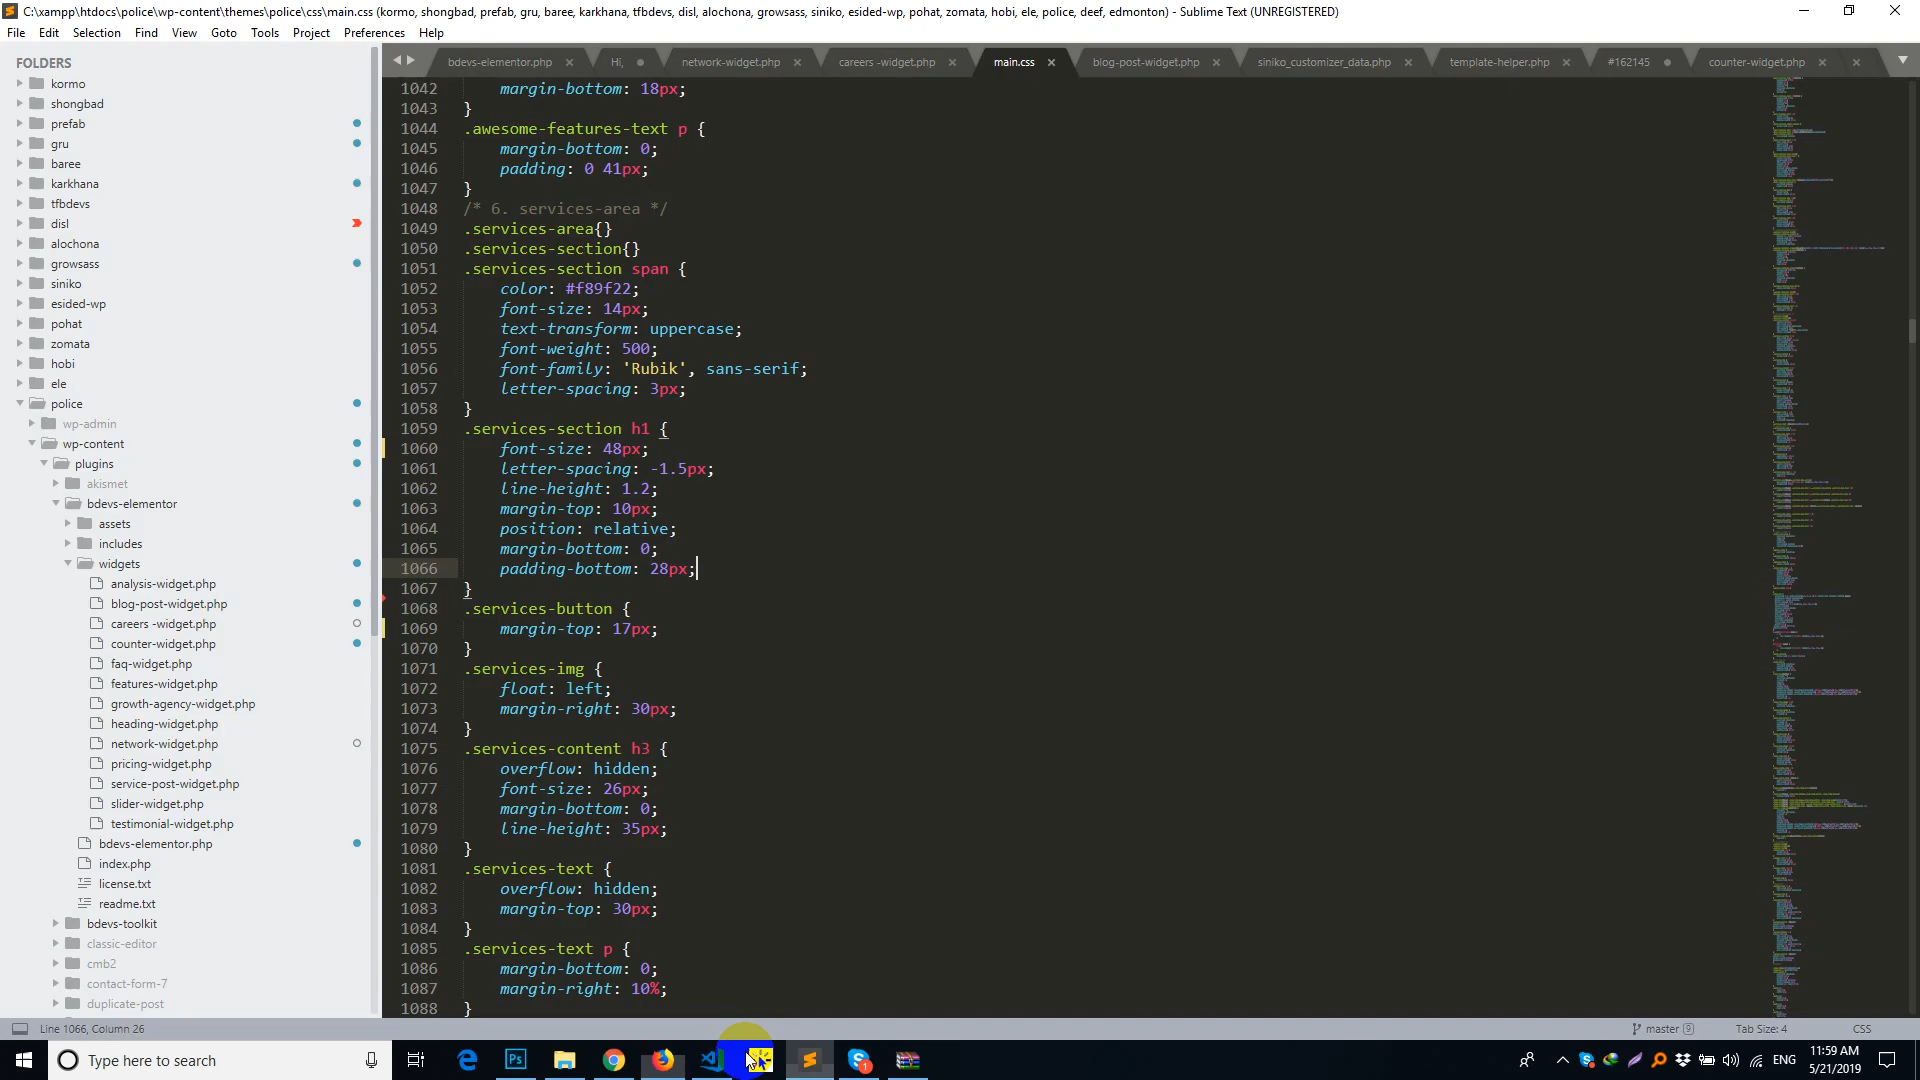 C:\xampp\htdocs\police\wp-content\themes\police\css\main.css (kormo, shongbad, prefab, gru, baree, karkhana, tfbdevs, disl, alochona, growsass, siniko, esided-wp, pohat, zomata, hobi, ele, police, deef, edmonton) - Sublime Text (UNREGISTERED)
File Edit Selection Find View Goto Tools Project Preferences Help
FOLDERS
kormo
shongbad
prefab
gru
baree
karkhana
tfbdevs
disl
alochona
growsass
siniko
esided-wp
pohat
zomata
hobi
ele
police
wp-admin
wp-content
plugins
akismet
bdevs-elementor
assets
includes
widgets
analysis-widget.php
blog-post-widget.php
careers -widget.php
counter-widget.php
faq-widget.php
features-widget.php
growth-agency-widget.php
heading-widget.php
network-widget.php
pricing-widget.php
service-post-widget.php
slider-widget.php
testimonial-widget.php
bdevs-elementor.php
index.php
license.txt
readme.txt
bdevs-toolkit
classic-editor
cmb2
contact-form-7
duplicate-post
bdevs-elementor.php Hi, network-widget.php careers -widget.php main.css blog-post-widget.php siniko_customizer_data.php template-helper.php #162145 counter-widget.php
1042 margin-bottom: 18px;
1043 }
1044 .awesome-features-text p {
1045 margin-bottom: 0;
1046 padding: 0 41px;
1047 }
1048 /* 6. services-area */
1049 .services-area{}
1050 .services-section{}
1051 .services-section span {
1052 color: #f89f22;
1053 font-size: 14px;
1054 text-transform: uppercase;
1055 font-weight: 500;
1056 font-family: 'Rubik', sans-serif;
1057 letter-spacing: 3px;
1058 }
1059 .services-section h1 {
1060 font-size: 48px;
1061 letter-spacing: -1.5px;
1062 line-height: 1.2;
1063 margin-top: 10px;
1064 position: relative;
1065 margin-bottom: 0;
1066 padding-bottom: 28px;
1067 }
1068 .services-button {
1069 margin-top: 17px;
1070 }
1071 .services-img {
1072 float: left;
1073 margin-right: 30px;
1074 }
1075 .services-content h3 {
1076 overflow: hidden;
1077 font-size: 26px;
1078 margin-bottom: 0;
1079 line-height: 35px;
1080 }
1081 .services-text {
1082 overflow: hidden;
1083 margin-top: 30px;
1084 }
1085 .services-text p {
1086 margin-bottom: 0;
1087 margin-right: 10%;
1088 }
Line 1066, Column 26 master 9 Tab Size: 4 CSS
Type here to search
ENG
11:59 AM
5/21/2019